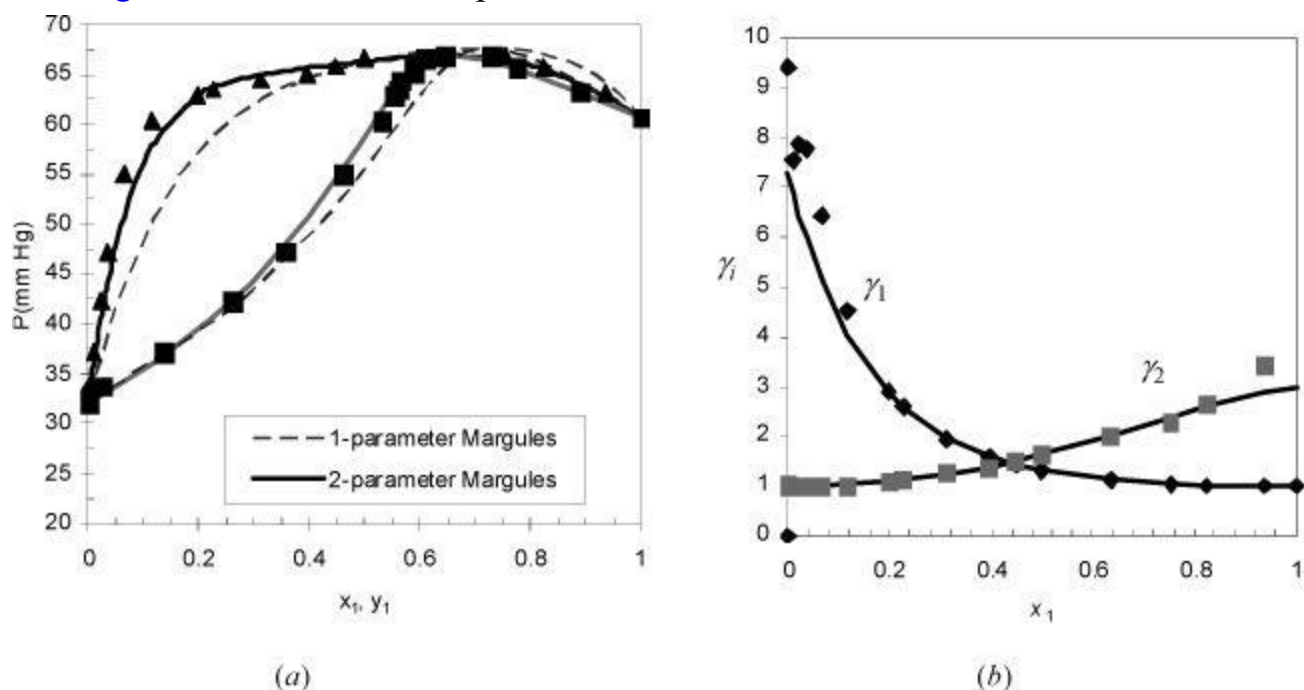 70
65
60
55
50
45
40
35
30
25
20
P(mm Hg)
1-parameter Margules
2-parameter Margules
0 0.2 0.4 0.6 0.8 1
x₁, y₁
(a)
10
9
8
7
6
5
4
3
2
1
0
γᵢ
γ₁
γ₂
0 0.2 0.4 0.6 0.8 1
x₁
(b)